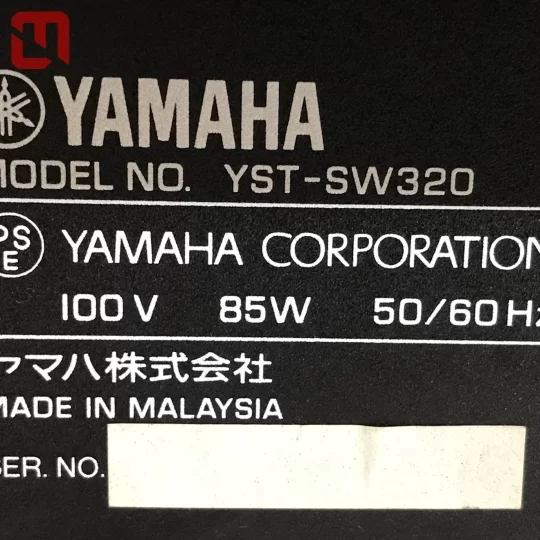 YAMAHA
MODEL NO. YST-SW320
PS
E
YAMAHA CORPORATION
100V 85W 50/60Hz
ヤマハ株式会社
MADE IN MALAYSIA
SER. NO.